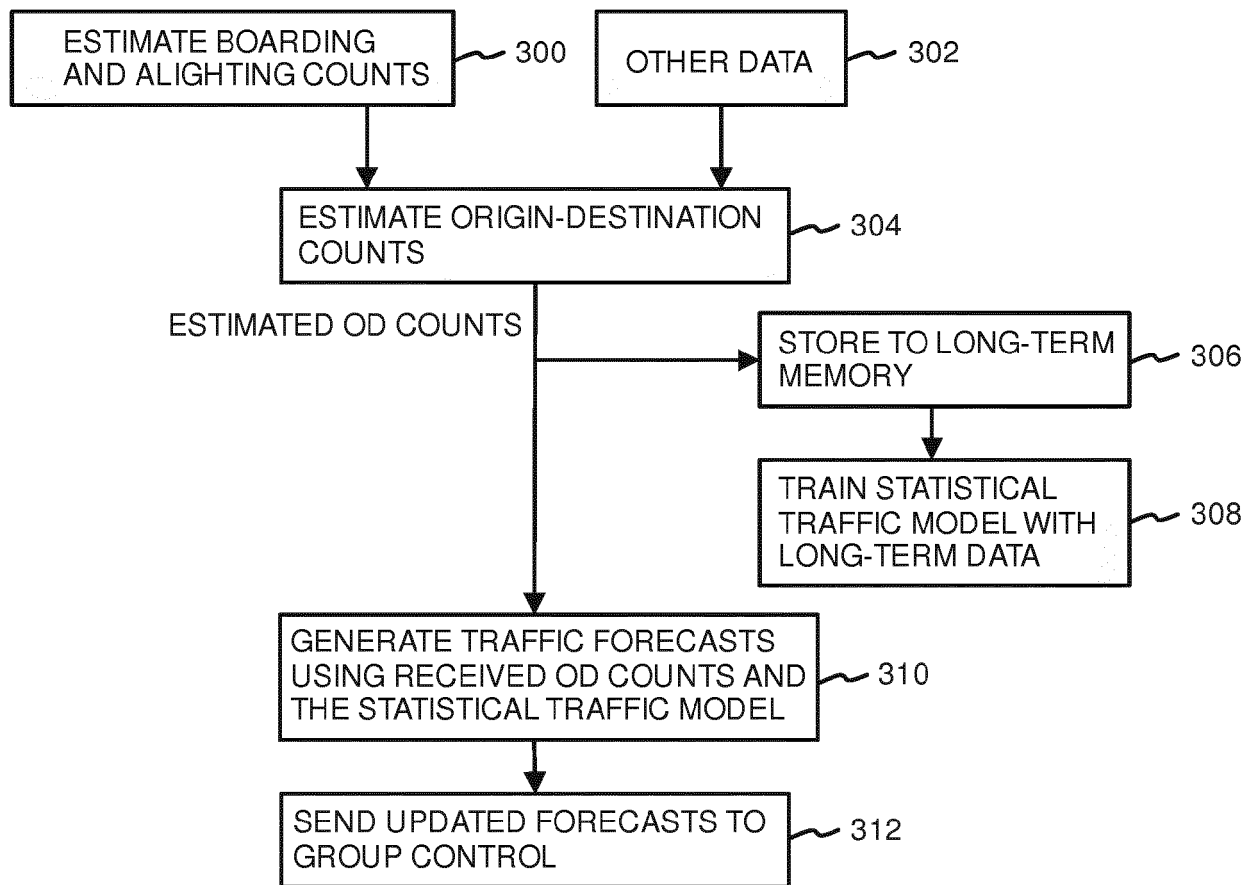 ESTIMATE BOARDING
AND ALIGHTING COUNTS
300
OTHER DATA
302
ESTIMATE ORIGIN-DESTINATION
COUNTS
304
ESTIMATED OD COUNTS
STORE TO LONG-TERM
MEMORY
306
TRAIN STATISTICAL
TRAFFIC MODEL WITH
LONG-TERM DATA
308
GENERATE TRAFFIC FORECASTS
USING RECEIVED OD COUNTS AND
THE STATISTICAL TRAFFIC MODEL
310
SEND UPDATED FORECASTS TO
GROUP CONTROL
312